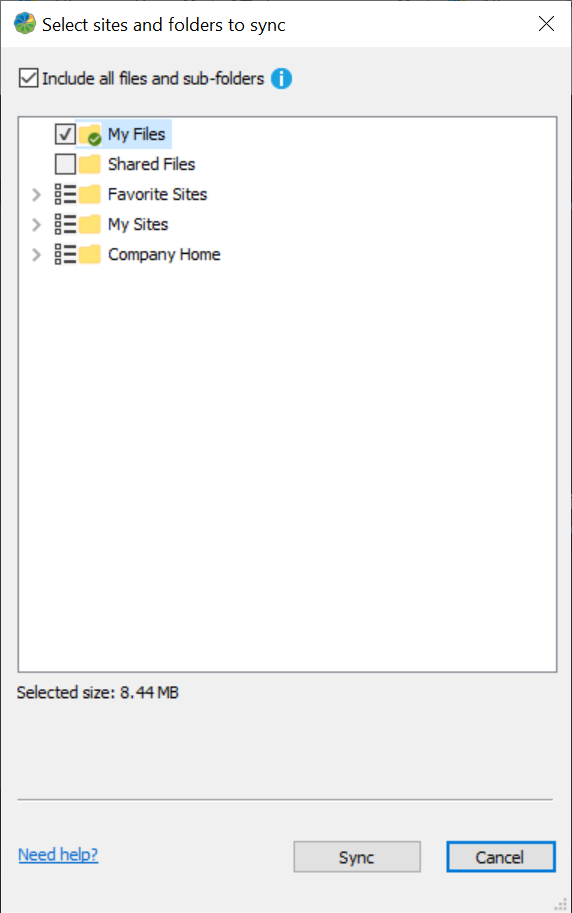 Select sites and folders to sync
Include all files and sub-folders
My Files
Shared Files
Favorite Sites
My Sites
Company Home
Selected size: 8.44 MB
Need help?
Sync
Cancel